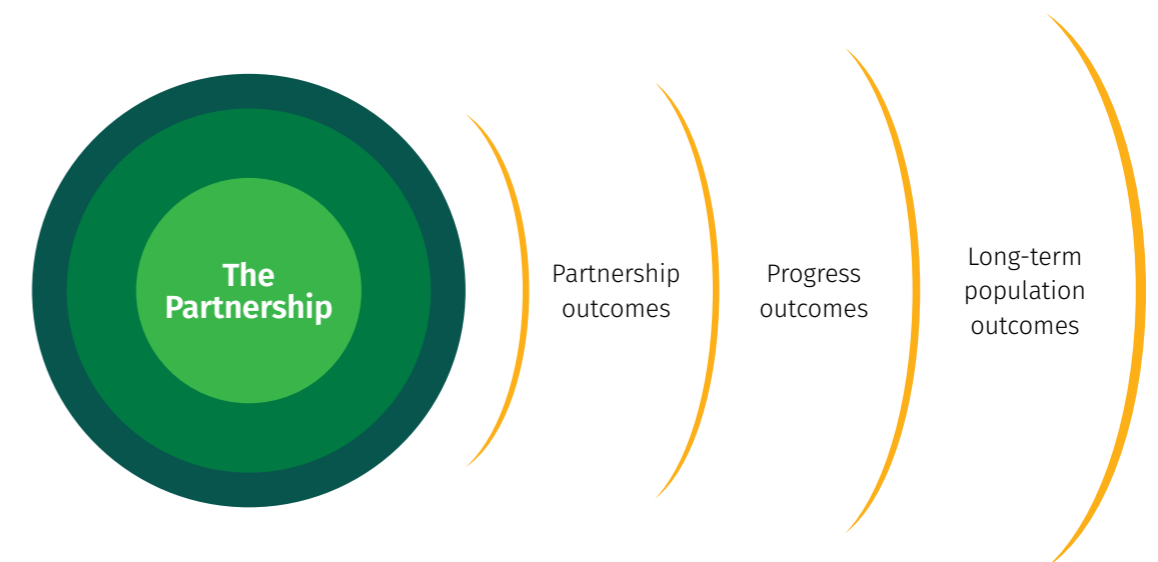 The
Partnership
Partnership
outcomes
Progress
outcomes
Long-term
population
outcomes